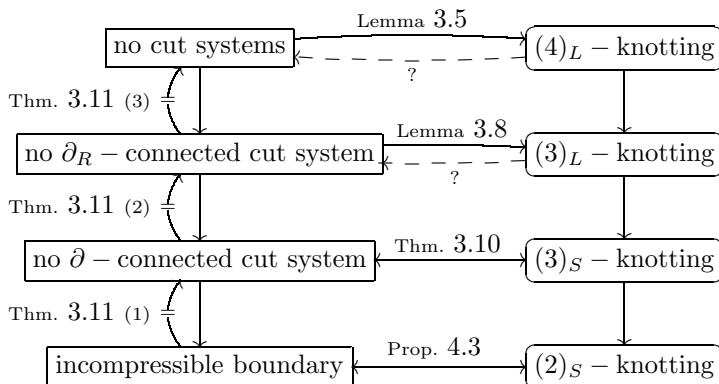 Lemma 3.5
no cut systems (4)_L − knotting
?
Thm. 3.11 (3) =
Lemma 3.8
no ∂_R − connected cut system (3)_L − knotting
?
Thm. 3.11 (2) =
Thm. 3.10
no ∂ − connected cut system (3)_S − knotting
Thm. 3.11 (1) =
Prop. 4.3
incompressible boundary (2)_S − knotting